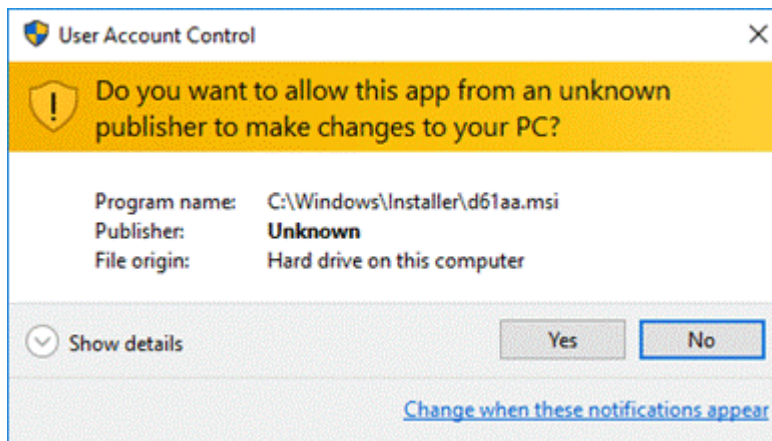 User Account Control
Do you want to allow this app from an unknown
publisher to make changes to your PC?
Program name: C:\Windows\Installer\d61aa.msi
Publisher: Unknown
File origin: Hard drive on this computer
Show details
Yes
No
Change when these notifications appear